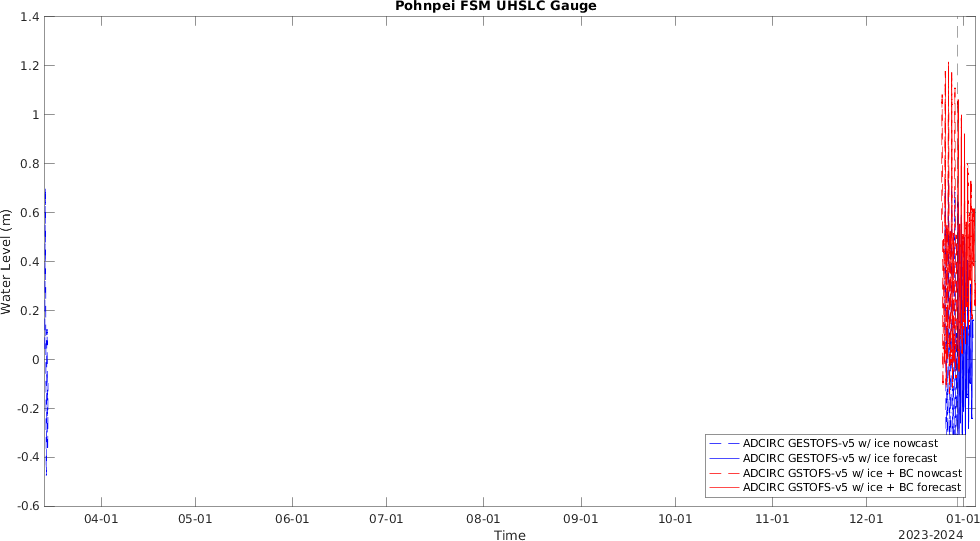 Pohnpei FSM UHSLC Gauge
1.4
1.2
1
0.8
0.6
0.4
0.2
0
-0.2
-0.4
-0.6
Water Level (m)
ADCIRC GESTOFS-v5 w/ ice nowcast
ADCIRC GESTOFS-v5 w/ ice forecast
ADCIRC GSTOFS-v5 w/ ice + BC nowcast
ADCIRC GSTOFS-v5 w/ ice + BC forecast
04-01 05-01 06-01 07-01 08-01 09-01 10-01 11-01 12-01 01-01
Time
2023-2024